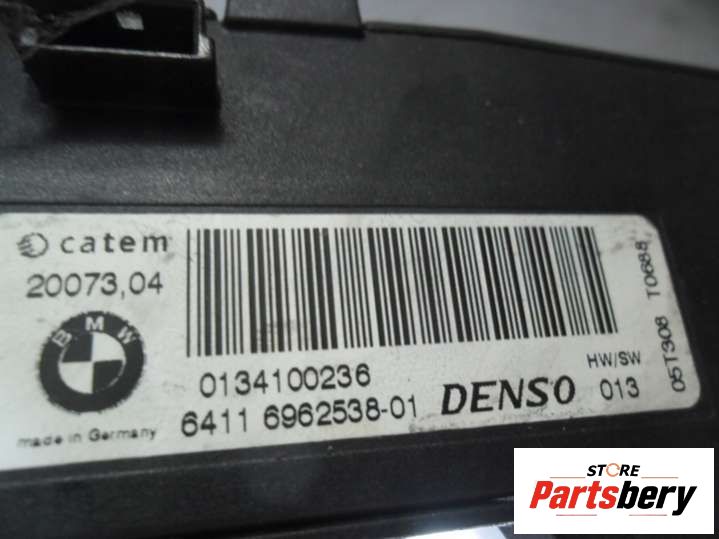 catem
20073,04
BMW
made in Germany
0134100236
6411 6962538-01
DENSO
HW/SW
013
05T308 T0688
STORE
Partsbery